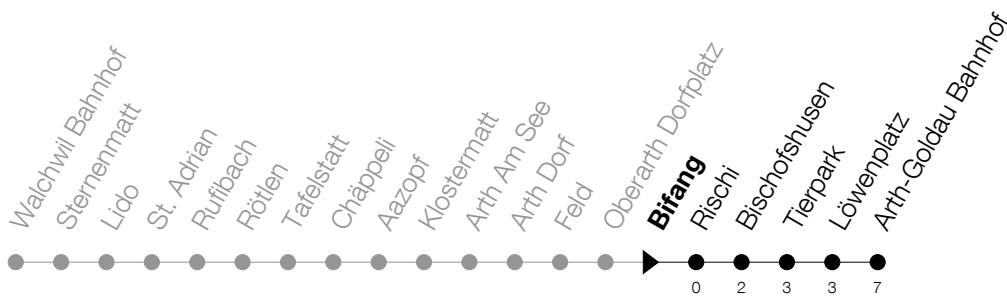 Walchwil Bahnhof
Sternenmatt
Lido
St. Adrian
Rufibach
Rötlen
Tafelstatt
Chäppeli
Aazopf
Klostermatt
Arth Am See
Arth Dorf
Feld
Oberarth Dorfplatz
Bifang
Rischi
Bischofshusen
Tierpark
Löwenplatz
Arth-Goldau Bahnhof
0 2 3 3 7